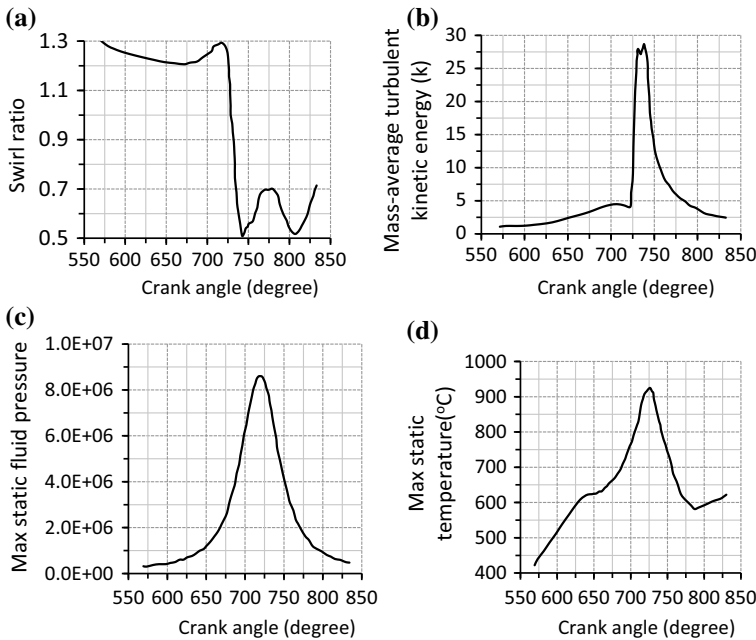 (a)
Swirl ratio
1.3
1.1
0.9
0.7
0.5
550 600 650 700 750 800 850
Crank angle (degree)
(b)
Mass-average turbulent
kinetic energy (k)
30
25
20
15
10
5
0
550 600 650 700 750 800 850
Crank angle (degree)
(c)
Max static fluid pressure
1.0E+07
8.0E+06
6.0E+06
4.0E+06
2.0E+06
0.0E+00
550 600 650 700 750 800 850
Crank angle (degree)
(d)
Max static
temperature(°C)
1000
900
800
700
600
500
400
550 600 650 700 750 800 850
Crank angle (degree)